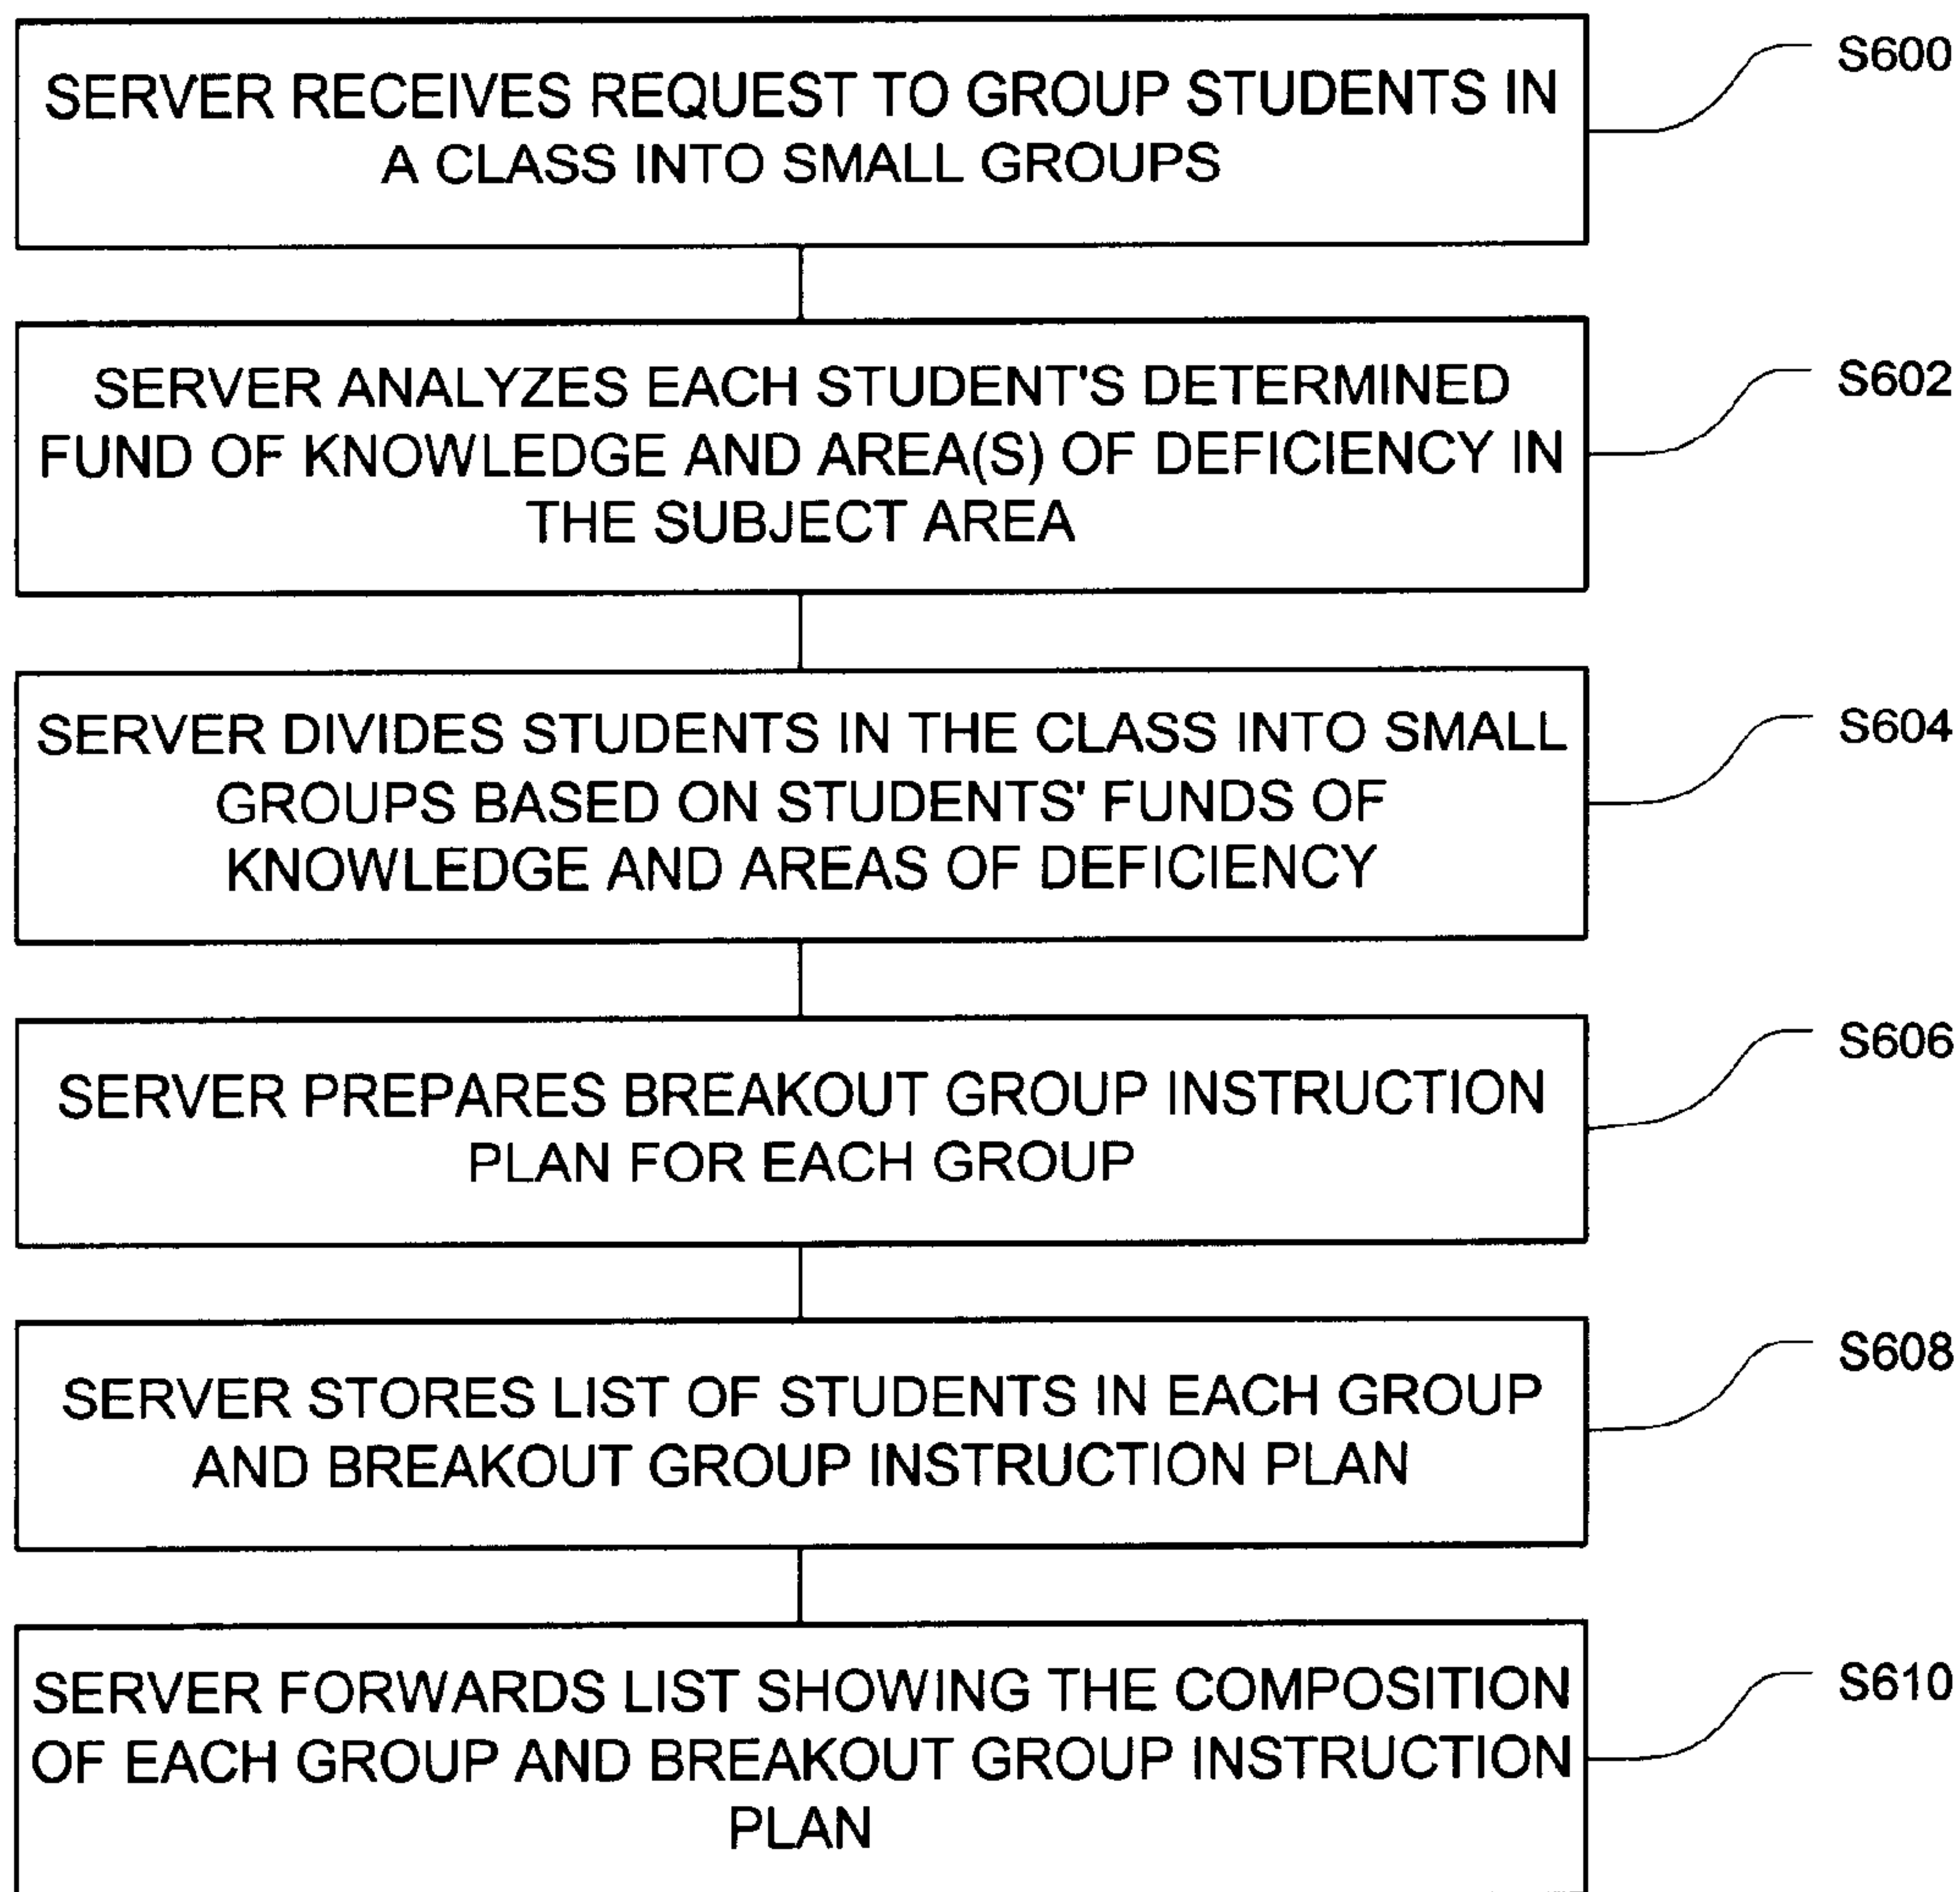 SERVER RECEIVES REQUEST TO GROUP STUDENTS IN
A CLASS INTO SMALL GROUPS
S600
SERVER ANALYZES EACH STUDENT'S DETERMINED
FUND OF KNOWLEDGE AND AREA(S) OF DEFICIENCY IN
THE SUBJECT AREA
S602
SERVER DIVIDES STUDENTS IN THE CLASS INTO SMALL
GROUPS BASED ON STUDENTS' FUNDS OF
KNOWLEDGE AND AREAS OF DEFICIENCY
S604
SERVER PREPARES BREAKOUT GROUP INSTRUCTION
PLAN FOR EACH GROUP
S606
SERVER STORES LIST OF STUDENTS IN EACH GROUP
AND BREAKOUT GROUP INSTRUCTION PLAN
S608
SERVER FORWARDS LIST SHOWING THE COMPOSITION
OF EACH GROUP AND BREAKOUT GROUP INSTRUCTION
PLAN
S610